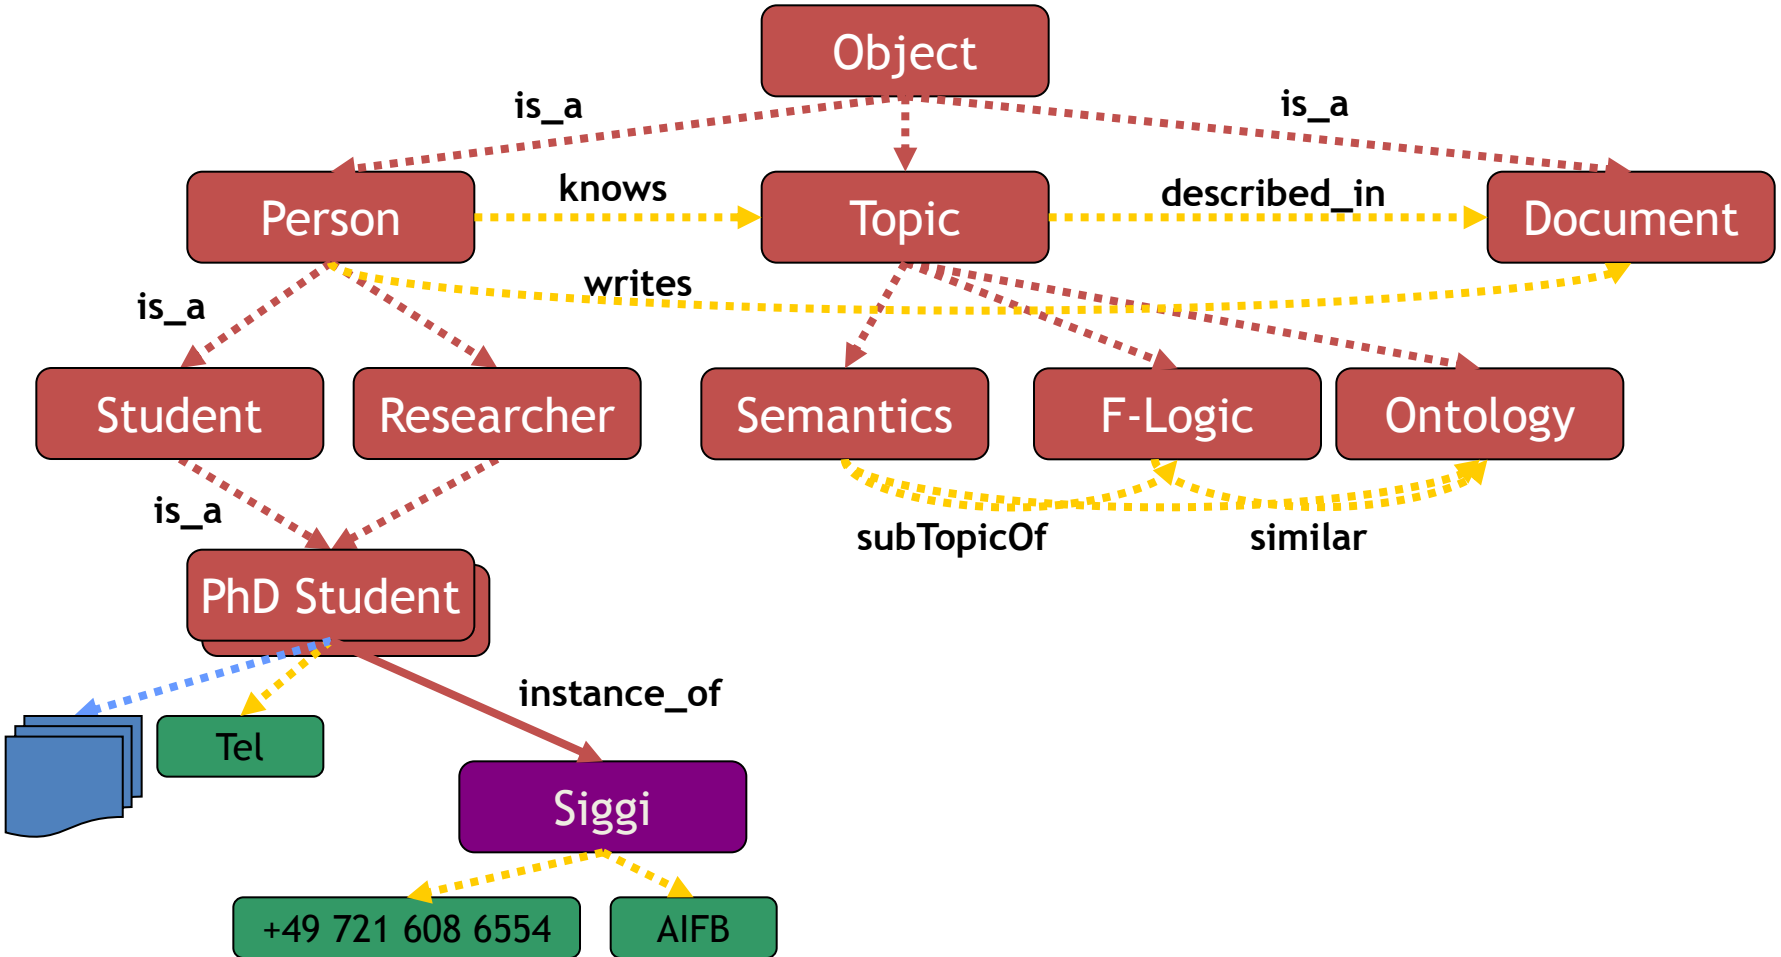 Object
is_a
is_a
Person
knows
Topic
described_in
Document
writes
is_a
Student
Researcher
Semantics
F-Logic
Ontology
is_a
subTopicOf
similar
PhD Student
instance_of
Tel
Siggi
+49 721 608 6554
AIFB